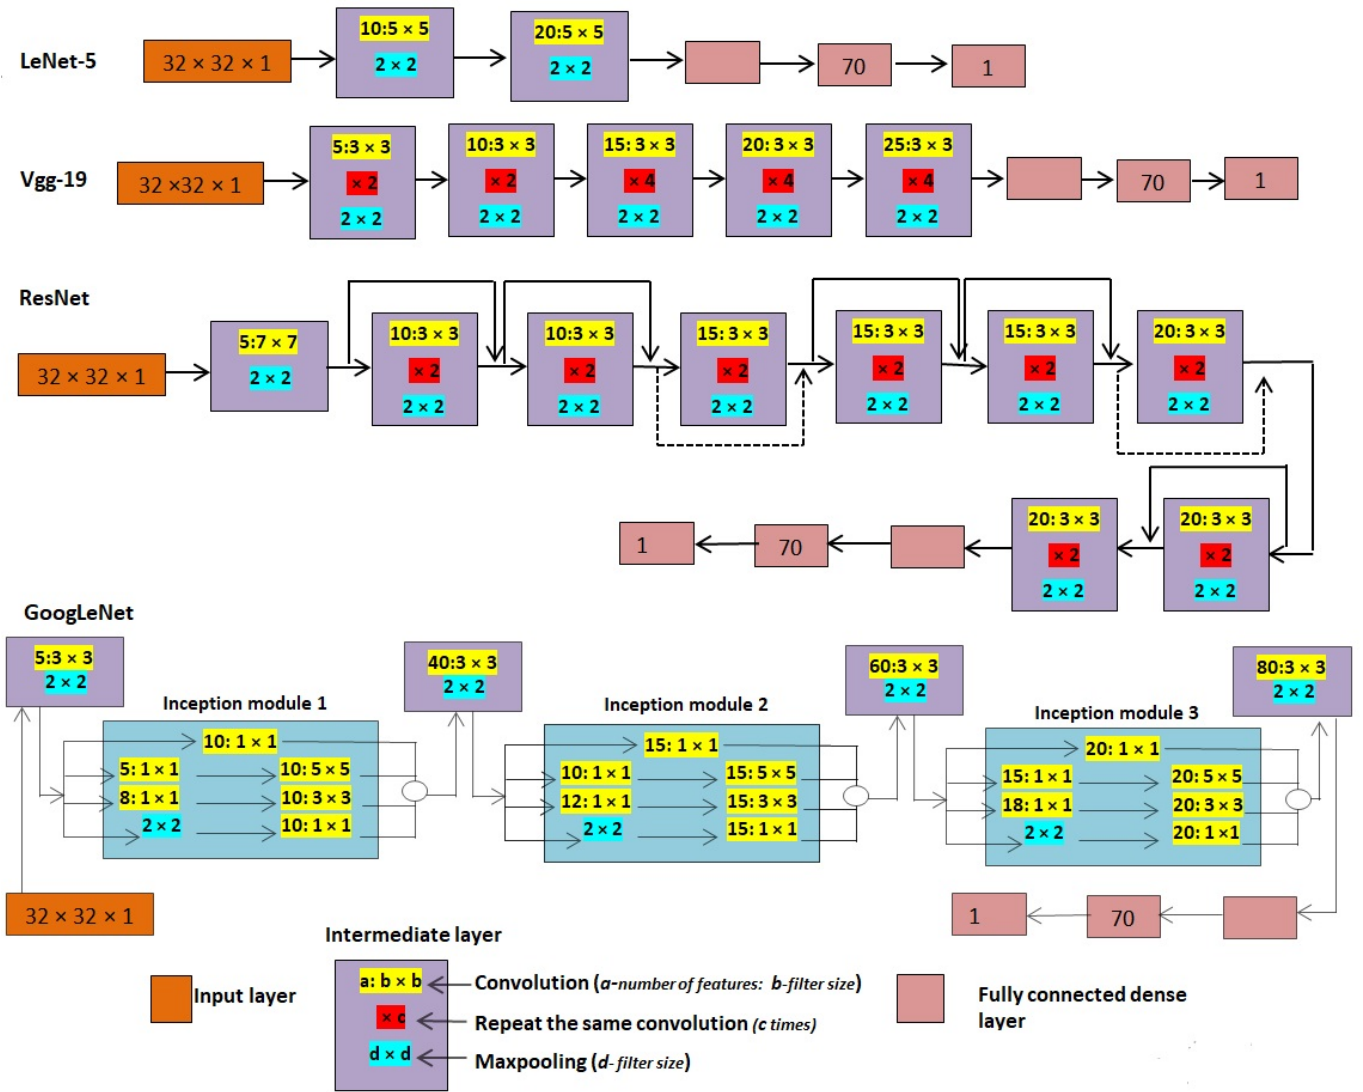 LeNet-5
32 × 32 × 1
10:5 × 5
2 × 2
20:5 × 5
2 × 2
70
1
Vgg-19
32 ×32 × 1
5:3 × 3
× 2
2 × 2
10:3 × 3
× 2
2 × 2
15: 3 × 3
× 4
2 × 2
20: 3 × 3
× 4
2 × 2
25:3 × 3
× 4
2 × 2
70
1
ResNet
32 × 32 × 1
5:7 × 7
2 × 2
10:3 × 3
× 2
2 × 2
10:3 × 3
× 2
2 × 2
15: 3 × 3
× 2
2 × 2
15: 3 × 3
× 2
2 × 2
15: 3 × 3
× 2
2 × 2
20: 3 × 3
× 2
2 × 2
20: 3 × 3
× 2
2 × 2
20: 3 × 3
× 2
2 × 2
70
1
GoogLeNet
32 × 32 × 1
5:3 × 3
2 × 2
Inception module 1
10: 1 × 1
5: 1 × 1
10: 5 × 5
8: 1 × 1
10: 3 × 3
2 × 2
10: 1 × 1
40:3 × 3
2 × 2
Inception module 2
15: 1 × 1
10: 1 × 1
15: 5 × 5
12: 1 × 1
15: 3 × 3
2 × 2
15: 1 × 1
60:3 × 3
2 × 2
Inception module 3
20: 1 × 1
15: 1 × 1
20: 5 × 5
18: 1 × 1
20: 3 × 3
2 × 2
20: 1 ×1
80:3 × 3
2 × 2
70
1
Intermediate layer
Input layer
a: b × b
× c
d × d
Convolution (a-number of features: b-filter size)
Repeat the same convolution (c times)
Maxpooling (d- filter size)
Fully connected dense
layer